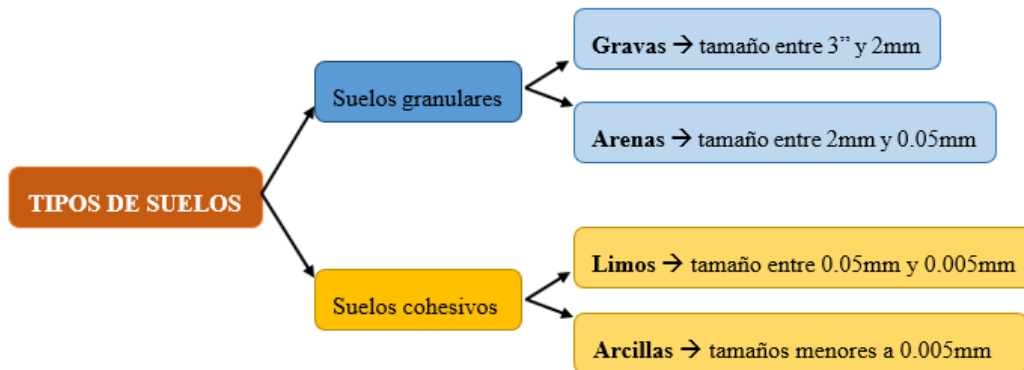 TIPOS DE SUELOS
Suelos granulares
Gravas → tamaño entre 3” y 2mm
Arenas → tamaño entre 2mm y 0.05mm
Suelos cohesivos
Limos → tamaño entre 0.05mm y 0.005mm
Arcillas → tamaños menores a 0.005mm